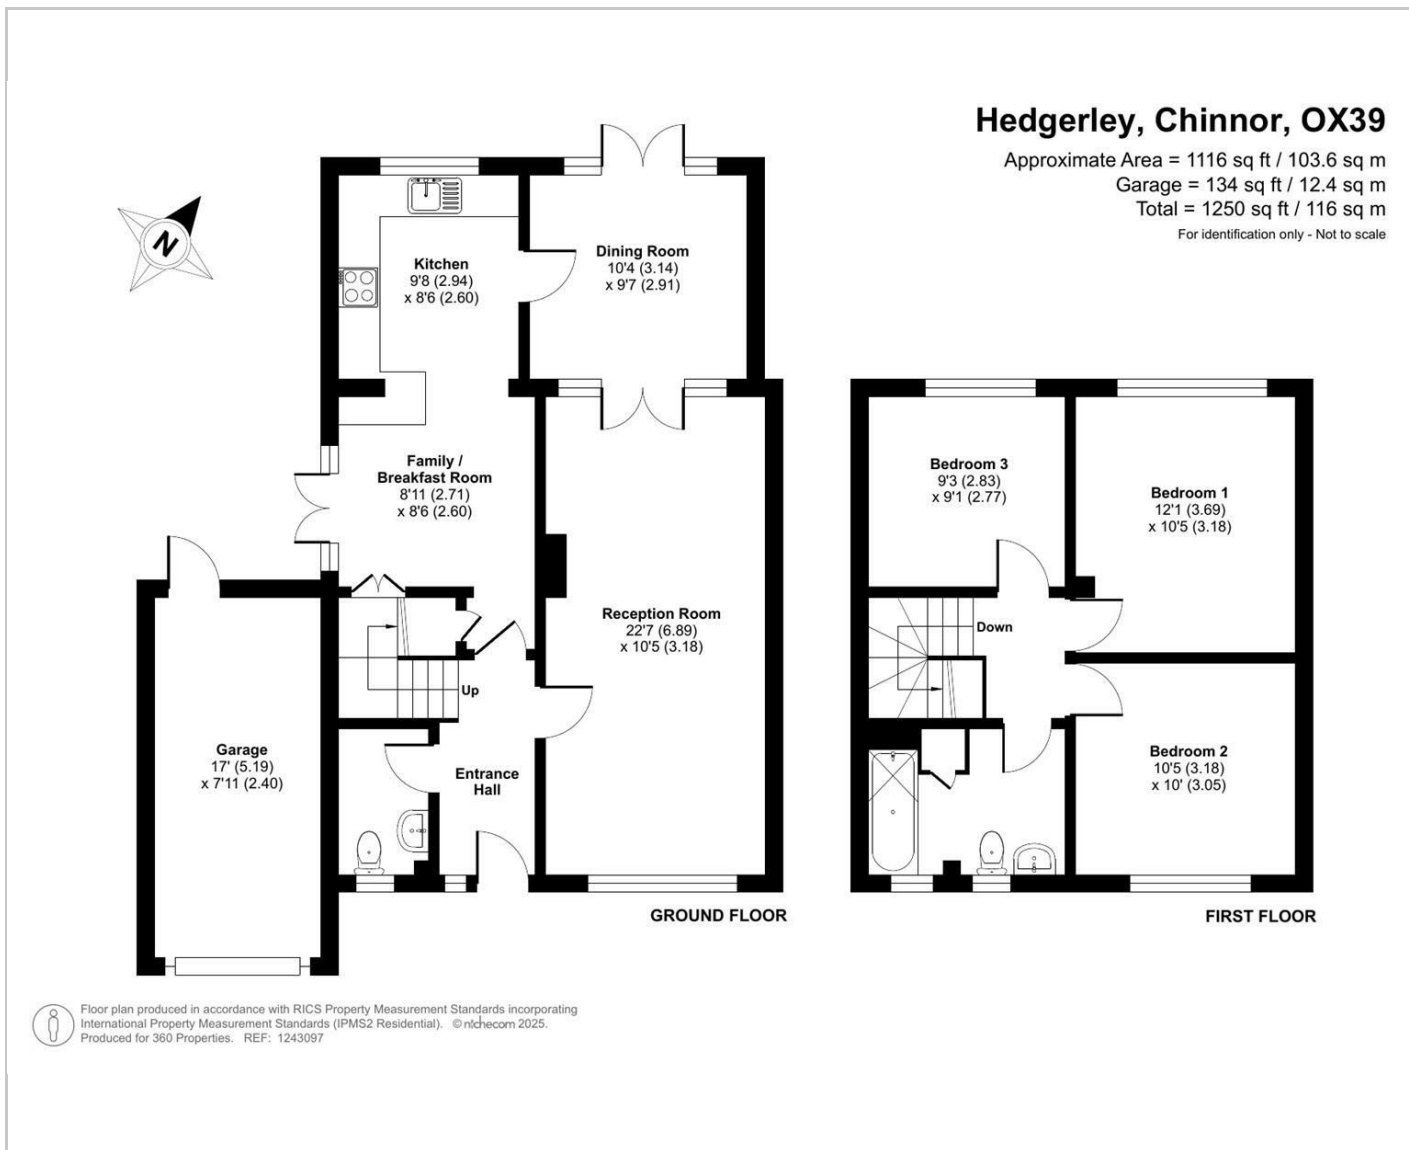 Hedgerley, Chinnor, OX39
Approximate Area = 1116 sq ft / 103.6 sq m
Garage = 134 sq ft / 12.4 sq m
Total = 1250 sq ft / 116 sq m
For identification only - Not to scale
N
Kitchen
9'8 (2.94)
x 8'6 (2.60)
Dining Room
10'4 (3.14)
x 9'7 (2.91)
Family /
Breakfast Room
8'11 (2.71)
x 8'6 (2.60)
Reception Room
22'7 (6.89)
x 10'5 (3.18)
Up
Garage
17' (5.19)
x 7'11 (2.40)
Entrance
Hall
GROUND FLOOR
Bedroom 3
9'3 (2.83)
x 9'1 (2.77)
Bedroom 1
12'1 (3.69)
x 10'5 (3.18)
Down
Bedroom 2
10'5 (3.18)
x 10' (3.05)
FIRST FLOOR
Floor plan produced in accordance with RICS Property Measurement Standards incorporating
International Property Measurement Standards (IPMS2 Residential). © nichecom 2025.
Produced for 360 Properties. REF: 1243097